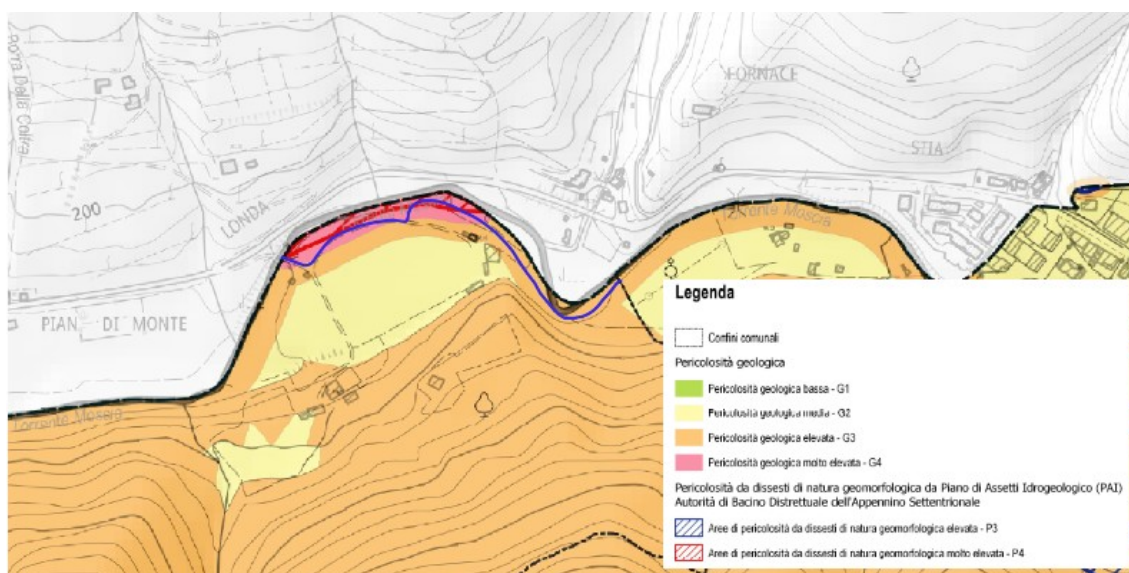 FORNACE
Borra Della Colfra
STIA
200
LONDA
Torrente Moscia
PIAN DI MONTE
Torrente Moscia
Legenda
Confini comunali
Pericolosità geologica
Pericolosità geologica bassa - G1
Pericolosità geologica media - G2
Pericolosità geologica elevata - G3
Pericolosità geologica molto elevata - G4
Pericolosità da dissesti di natura geomorfologica da Piano di Assetti Idrogeologico (PAI)
Autorità di Bacino Distrettuale dell'Appennino Settentrionale
Aree di pericolosità da dissesti di natura geomorfologica elevata - P3
Aree di pericolosità da dissesti di natura geomorfologica molto elevata - P4